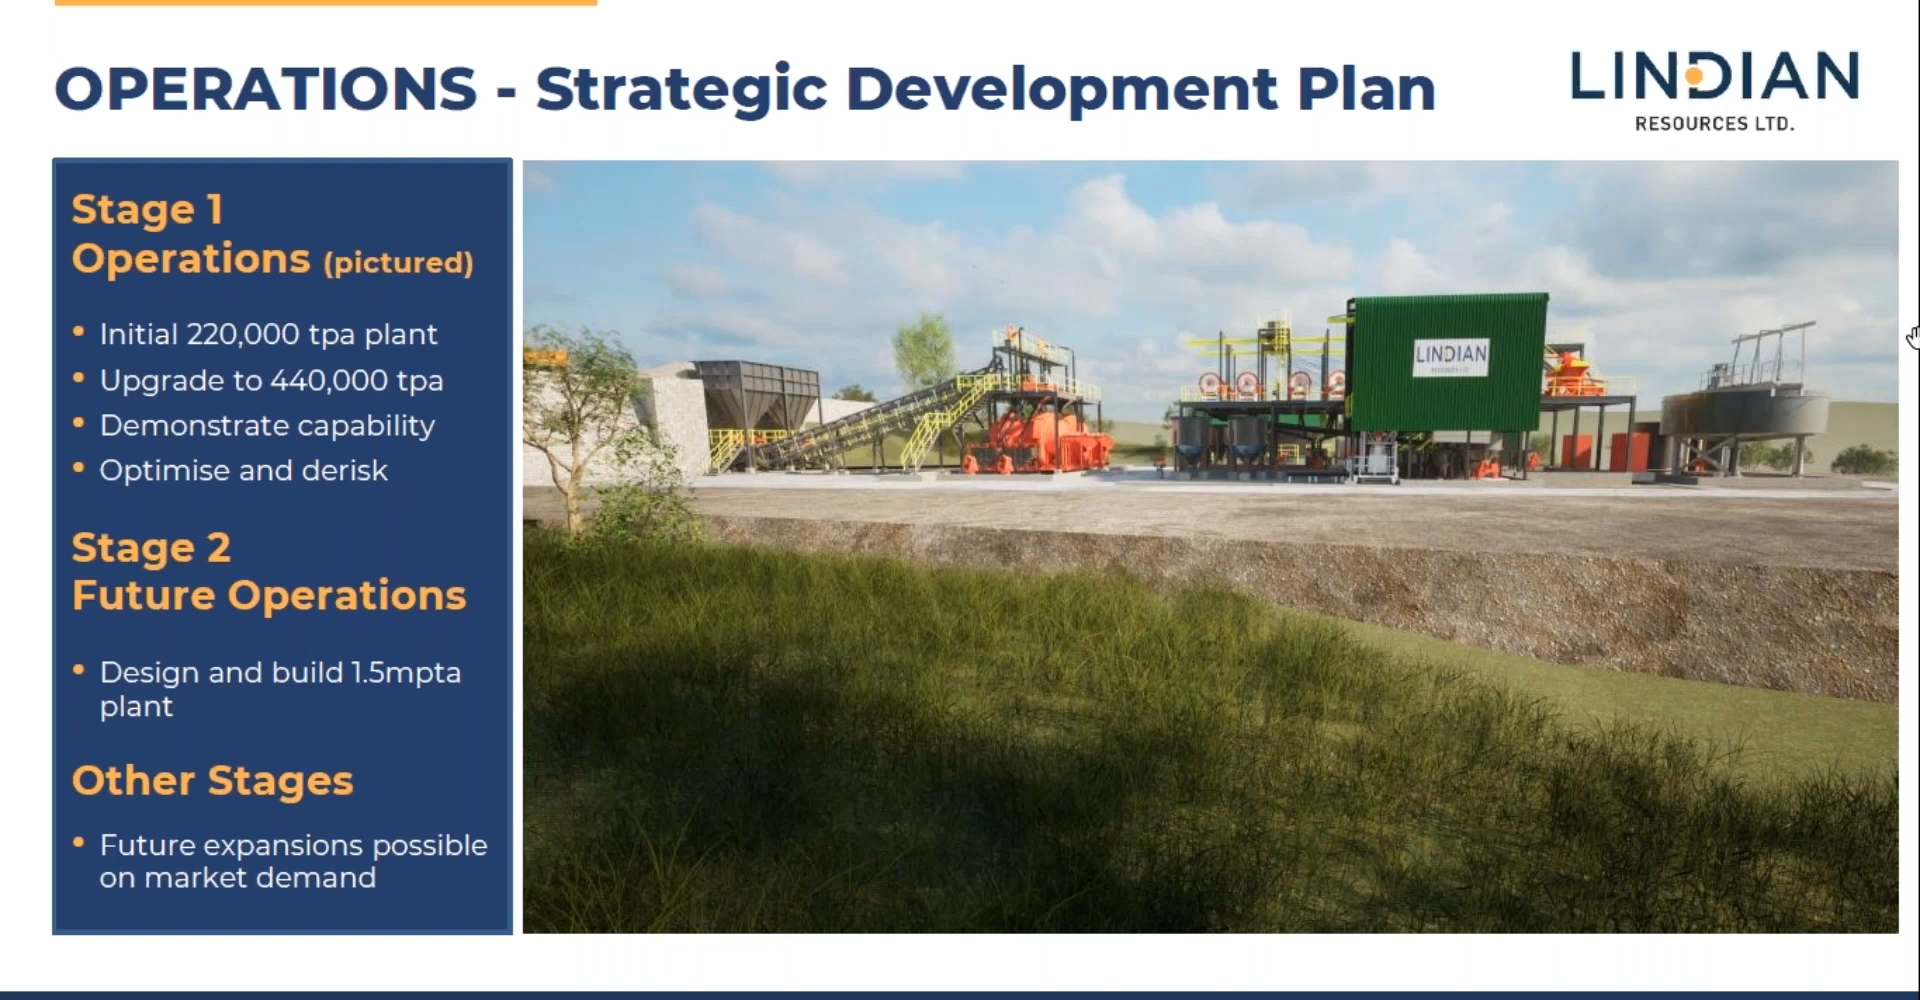 OPERATIONS - Strategic Development Plan
LINDIAN
RESOURCES LTD.
Stage 1
Operations (pictured)
• Initial 220,000 tpa plant
• Upgrade to 440,000 tpa
• Demonstrate capability
• Optimise and derisk
Stage 2
Future Operations
• Design and build 1.5mpta
plant
Other Stages
• Future expansions possible
on market demand
LINDIAN